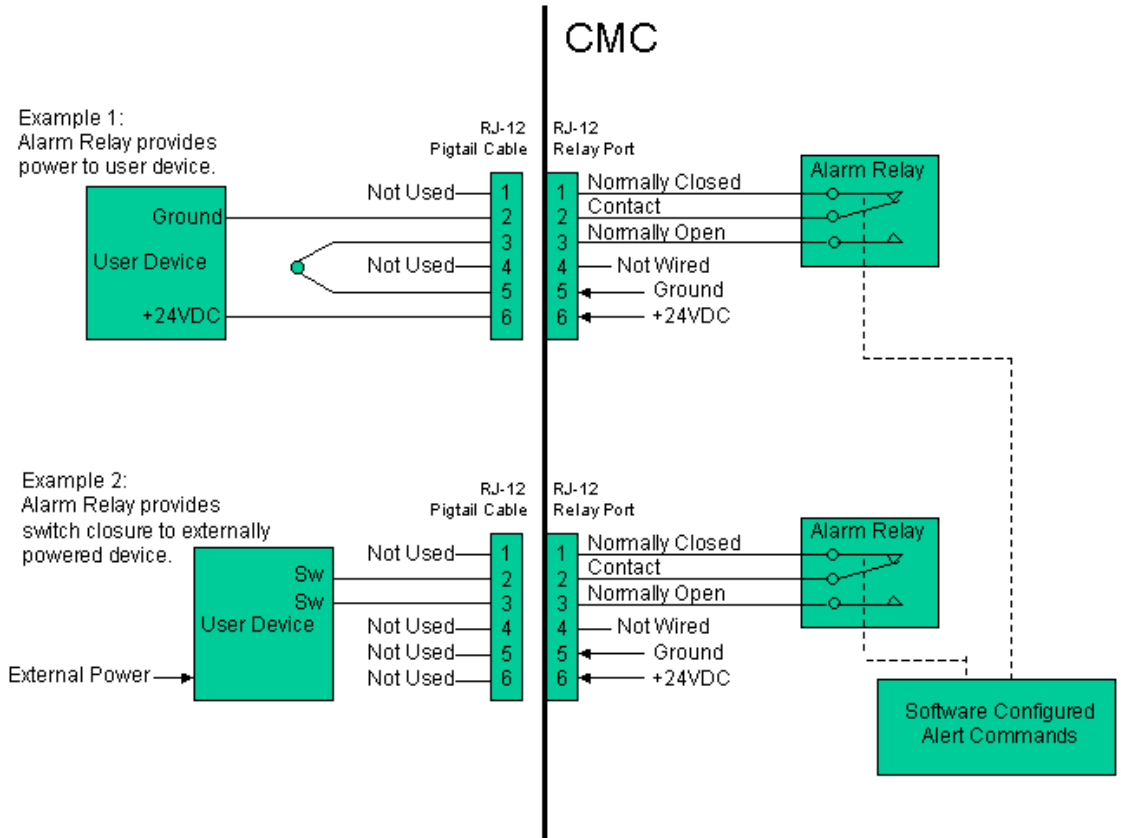 CMC
Example 1:
Alarm Relay provides
power to user device.
RJ-12
Pigtail Cable
RJ-12
Relay Port
Ground
User Device
+24VDC
Not Used
Not Used
1
2
3
4
5
6
1
2
3
4
5
6
Normally Closed
Contact
Normally Open
Not Wired
Ground
+24VDC
Alarm Relay
Example 2:
Alarm Relay provides
switch closure to externally
powered device.
RJ-12
Pigtail Cable
RJ-12
Relay Port
Sw
Sw
User Device
External Power
Not Used
Not Used
Not Used
Not Used
1
2
3
4
5
6
1
2
3
4
5
6
Normally Closed
Contact
Normally Open
Not Wired
Ground
+24VDC
Alarm Relay
Software Configured
Alert Commands